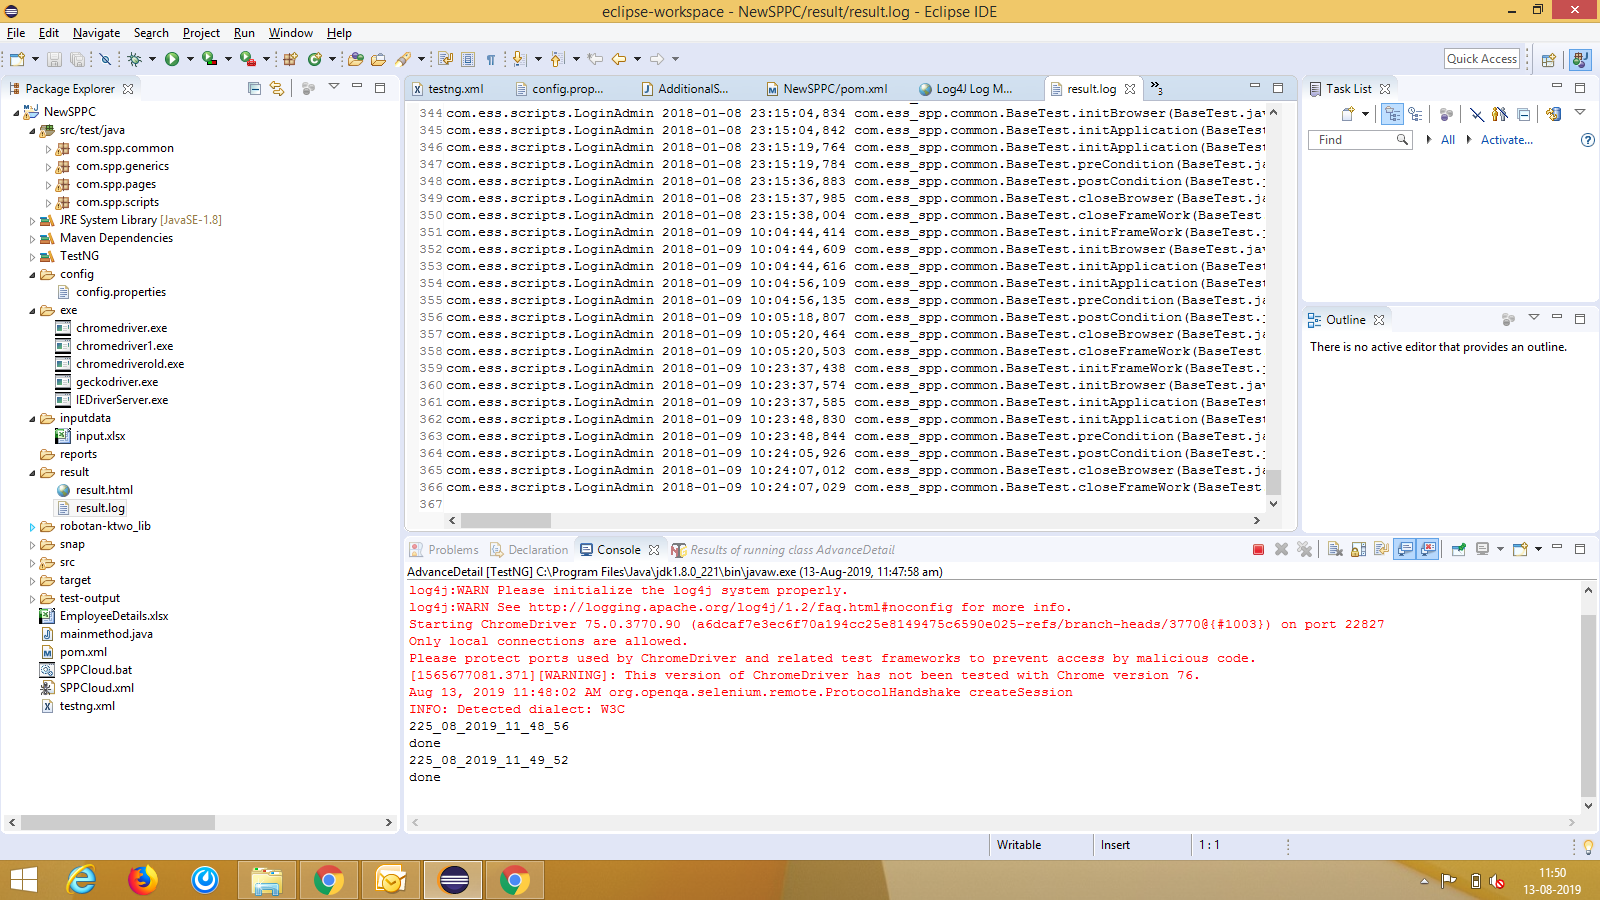 eclipse-workspace - NewSPPC/result/result.log - Eclipse IDE
File Edit Navigate Search Project Run Window Help
Quick Access
Package Explorer
NewSPPC
src/test/java
com.spp.common
com.spp.generics
com.spp.pages
com.spp.scripts
JRE System Library [JavaSE-1.8]
Maven Dependencies
TestNG
config
config.properties
exe
chromedriver.exe
chromedriver1.exe
chromedriverold.exe
geckodriver.exe
IEDriverServer.exe
inputdata
input.xlsx
reports
result
result.html
result.log
robotan-ktwo_lib
snap
src
target
test-output
EmployeeDetails.xlsx
mainmethod.java
pom.xml
SPPCloud.bat
SPPCloud.xml
testng.xml
testng.xml config.prop... AdditionalS... NewSPPC/pom.xml Log4J Log M... result.log »3
344 com.ess.scripts.LoginAdmin 2018-01-08 23:15:04,834 com.ess_spp.common.BaseTest.initBrowser(BaseTest.jav
345 com.ess.scripts.LoginAdmin 2018-01-08 23:15:04,842 com.ess_spp.common.BaseTest.initApplication(BaseTest
346 com.ess.scripts.LoginAdmin 2018-01-08 23:15:19,764 com.ess_spp.common.BaseTest.initApplication(BaseTest
347 com.ess.scripts.LoginAdmin 2018-01-08 23:15:19,784 com.ess_spp.common.BaseTest.preCondition(BaseTest.ja
348 com.ess.scripts.LoginAdmin 2018-01-08 23:15:36,883 com.ess_spp.common.BaseTest.postCondition(BaseTest.j
349 com.ess.scripts.LoginAdmin 2018-01-08 23:15:37,985 com.ess_spp.common.BaseTest.closeBrowser(BaseTest.ja
350 com.ess.scripts.LoginAdmin 2018-01-08 23:15:38,004 com.ess_spp.common.BaseTest.closeFrameWork(BaseTest
351 com.ess.scripts.LoginAdmin 2018-01-09 10:04:44,414 com.ess_spp.common.BaseTest.initFrameWork(BaseTest.j
352 com.ess.scripts.LoginAdmin 2018-01-09 10:04:44,609 com.ess_spp.common.BaseTest.initBrowser(BaseTest.jav
353 com.ess.scripts.LoginAdmin 2018-01-09 10:04:44,616 com.ess_spp.common.BaseTest.initApplication(BaseTest
354 com.ess.scripts.LoginAdmin 2018-01-09 10:04:56,109 com.ess_spp.common.BaseTest.initApplication(BaseTest
355 com.ess.scripts.LoginAdmin 2018-01-09 10:04:56,135 com.ess_spp.common.BaseTest.preCondition(BaseTest.ja
356 com.ess.scripts.LoginAdmin 2018-01-09 10:05:18,807 com.ess_spp.common.BaseTest.postCondition(BaseTest.j
357 com.ess.scripts.LoginAdmin 2018-01-09 10:05:20,464 com.ess_spp.common.BaseTest.closeBrowser(BaseTest.ja
358 com.ess.scripts.LoginAdmin 2018-01-09 10:05:20,503 com.ess_spp.common.BaseTest.closeFrameWork(BaseTest
359 com.ess.scripts.LoginAdmin 2018-01-09 10:23:37,438 com.ess_spp.common.BaseTest.initFrameWork(BaseTest.j
360 com.ess.scripts.LoginAdmin 2018-01-09 10:23:37,574 com.ess_spp.common.BaseTest.initBrowser(BaseTest.jav
361 com.ess.scripts.LoginAdmin 2018-01-09 10:23:37,585 com.ess_spp.common.BaseTest.initApplication(BaseTest
362 com.ess.scripts.LoginAdmin 2018-01-09 10:23:48,830 com.ess_spp.common.BaseTest.initApplication(BaseTest
363 com.ess.scripts.LoginAdmin 2018-01-09 10:23:48,844 com.ess_spp.common.BaseTest.preCondition(BaseTest.ja
364 com.ess.scripts.LoginAdmin 2018-01-09 10:24:05,926 com.ess_spp.common.BaseTest.postCondition(BaseTest.j
365 com.ess.scripts.LoginAdmin 2018-01-09 10:24:07,012 com.ess_spp.common.BaseTest.closeBrowser(BaseTest.ja
366 com.ess.scripts.LoginAdmin 2018-01-09 10:24:07,029 com.ess_spp.common.BaseTest.closeFrameWork(BaseTest
367
Task List
Find All Activate...
Outline
There is no active editor that provides an outline.
Problems Declaration Console Results of running class AdvanceDetail
AdvanceDetail [TestNG] C:\Program Files\Java\jdk1.8.0_221\bin\javaw.exe (13-Aug-2019, 11:47:58 am)
log4j:WARN Please initialize the log4j system properly.
log4j:WARN See http://logging.apache.org/log4j/1.2/faq.html#noconfig for more info.
Starting ChromeDriver 75.0.3770.90 (a6dcaf7e3ec6f70a194cc25e8149475c6590e025-refs/branch-heads/3770@{#1003}) on port 22827
Only local connections are allowed.
Please protect ports used by ChromeDriver and related test frameworks to prevent access by malicious code.
[1565677081.371][WARNING]: This version of ChromeDriver has not been tested with Chrome version 76.
Aug 13, 2019 11:48:02 AM org.openqa.selenium.remote.ProtocolHandshake createSession
INFO: Detected dialect: W3C
225_08_2019_11_48_56
done
225_08_2019_11_49_52
done
Writable Insert 1 : 1
11:50
13-08-2019